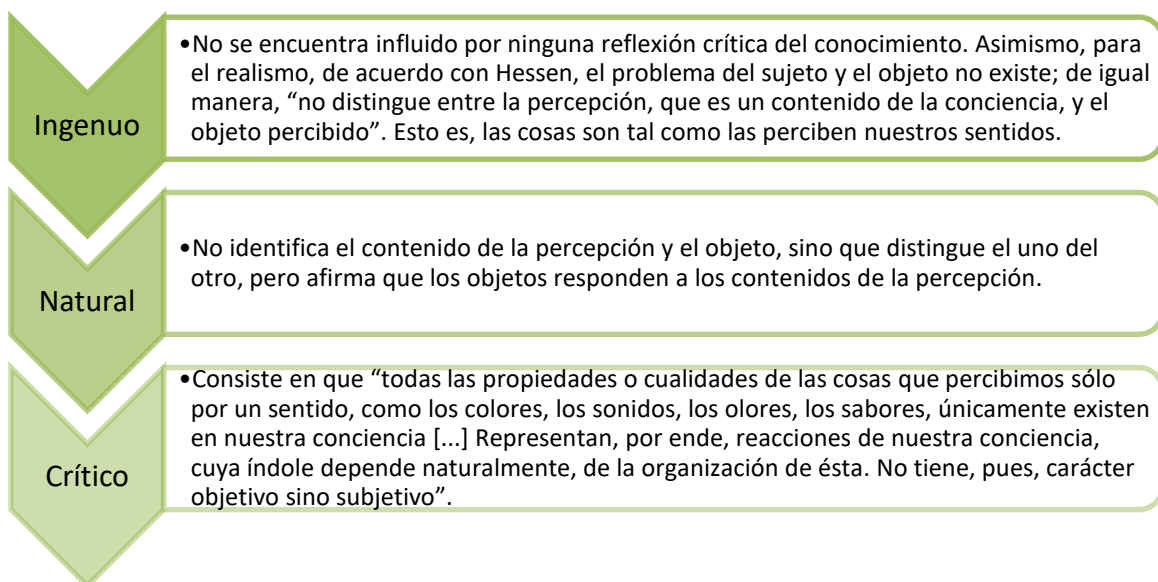 Ingenuo
•No se encuentra influido por ninguna reflexión crítica del conocimiento. Asimismo, para
el realismo, de acuerdo con Hessen, el problema del sujeto y el objeto no existe; de igual
manera, “no distingue entre la percepción, que es un contenido de la conciencia, y el
objeto percibido”. Esto es, las cosas son tal como las perciben nuestros sentidos.
Natural
•No identifica el contenido de la percepción y el objeto, sino que distingue el uno del
otro, pero afirma que los objetos responden a los contenidos de la percepción.
Crítico
•Consiste en que “todas las propiedades o cualidades de las cosas que percibimos sólo
por un sentido, como los colores, los sonidos, los olores, los sabores, únicamente existen
en nuestra conciencia [...] Representan, por ende, reacciones de nuestra conciencia,
cuya índole depende naturalmente, de la organización de ésta. No tiene, pues, carácter
objetivo sino subjetivo”.